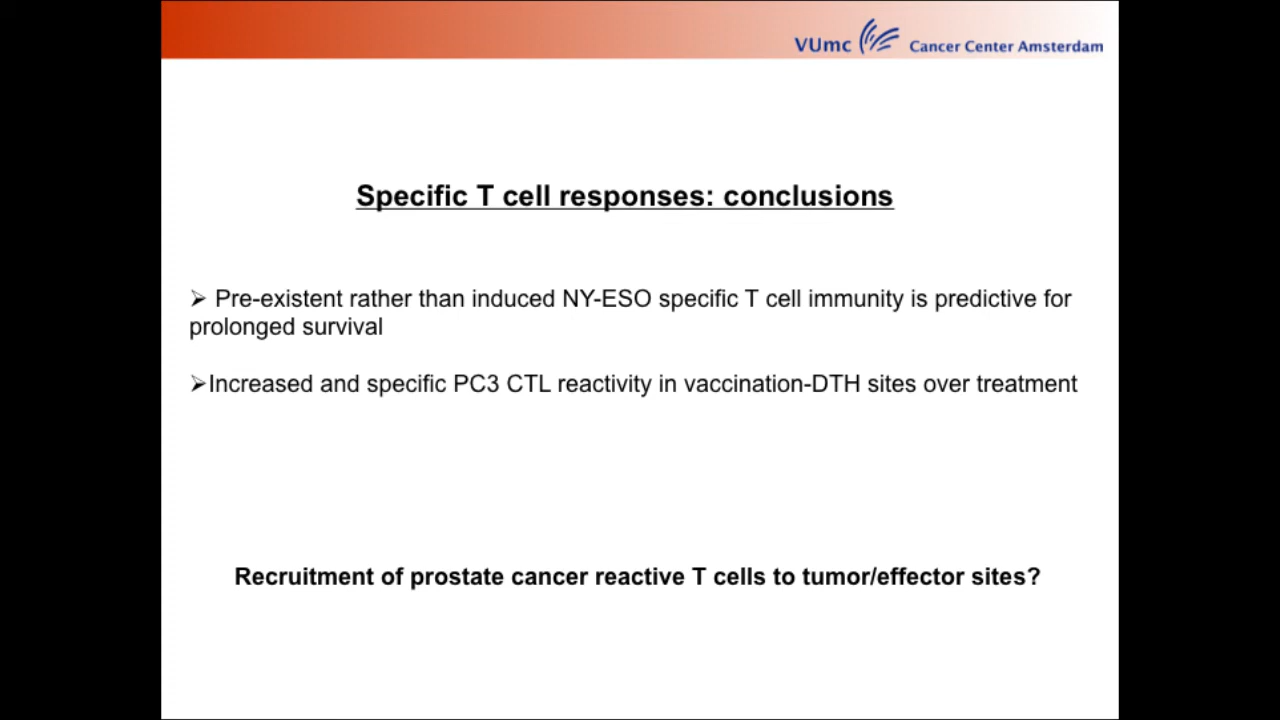 VUmc Cancer Center Amsterdam
Specific T cell responses: conclusions
➢ Pre-existent rather than induced NY-ESO specific T cell immunity is predictive for
prolonged survival
➢Increased and specific PC3 CTL reactivity in vaccination-DTH sites over treatment
Recruitment of prostate cancer reactive T cells to tumor/effector sites?